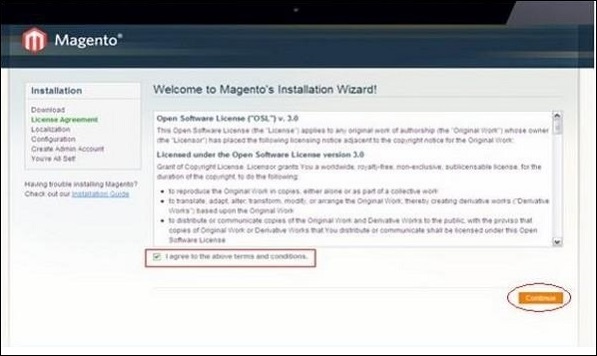 Magento®
Installation
Download
License Agreement
Localization
Configuration
Create Admin Account
You're All Set!
Having trouble installing Magento?
Check out our Installation Guide
Welcome to Magento's Installation Wizard!
Open Software License ("OSL") v. 3.0
This Open Software License (the "License") applies to any original work of authorship (the "Original Work") whose owner
(the "Licensor") has placed the following licensing notice adjacent to the copyright notice for the Original Work:
Licensed under the Open Software License version 3.0
Grant of Copyright License. Licensor grants You a worldwide, royalty-free, non-exclusive, sublicensable license, for the
duration of the copyright, to do the following:
• to reproduce the Original Work in copies, either alone or as part of a collective work
• to translate, adapt, alter, transform, modify, or arrange the Original Work, thereby creating derivative works ("Derivative
Works") based upon the Original Work
• to distribute or communicate copies of the Original Work and Derivative Works to the public, with the proviso that
copies of Original Work or Derivative Works that You distribute or communicate shall be licensed under this Open
Software License
I agree to the above terms and conditions.
Continue